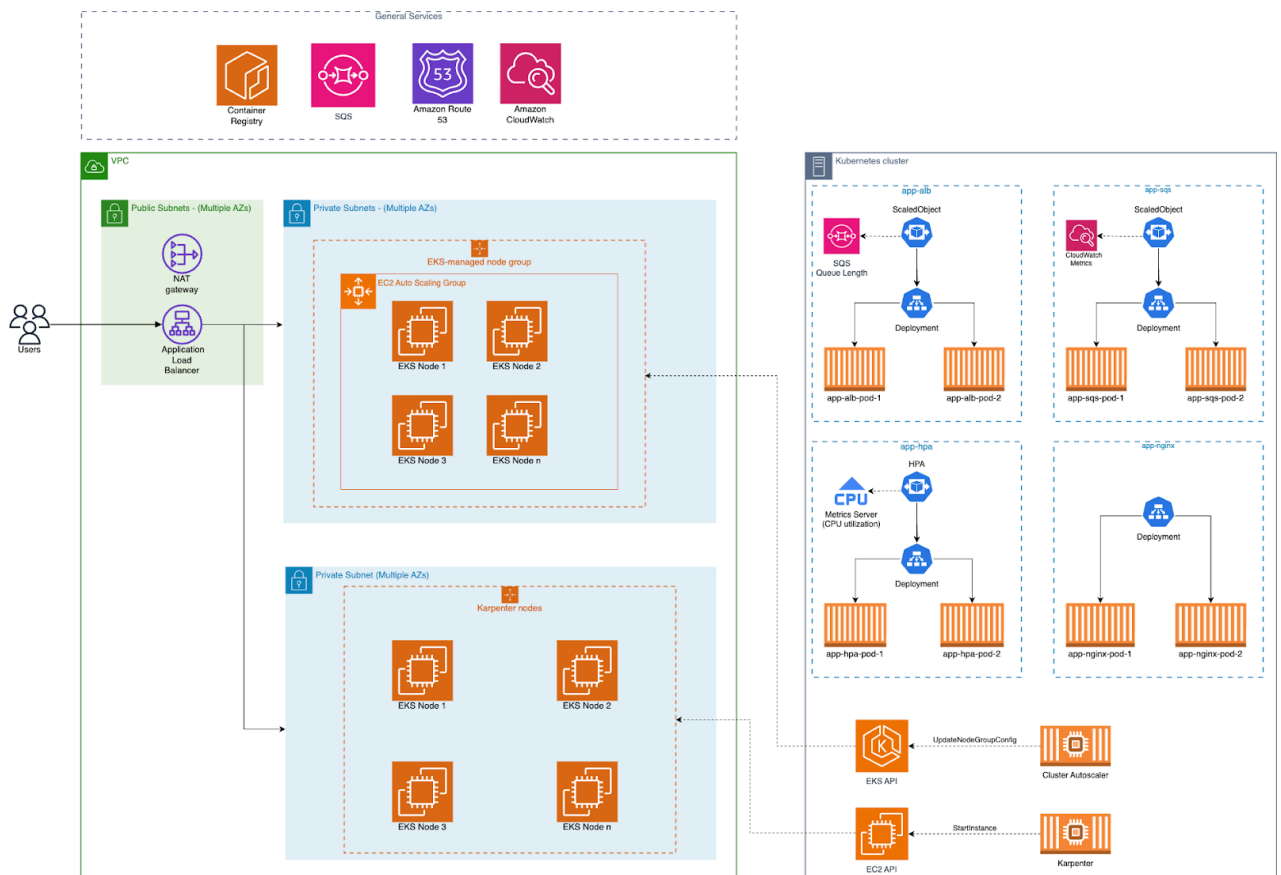 General Services
Container
Registry
SQS
53
Amazon Route
53
Amazon
CloudWatch
VPC
Public Subnets - (Multiple AZs)
NAT
gateway
Application
Load
Balancer
Users
Private Subnets - (Multiple AZs)
EKS-managed node group
EC2 Auto Scaling Group
EKS Node 1
EKS Node 2
EKS Node 3
EKS Node n
Private Subnet (Multiple AZs)
Karpenter nodes
EKS Node 1
EKS Node 2
EKS Node 3
EKS Node n
Kubernetes cluster
app-alb
ScaledObject
SQS
Queue Length
Deployment
app-alb-pod-1
app-alb-pod-2
app-sqs
ScaledObject
CloudWatch
Metrics
Deployment
app-sqs-pod-1
app-sqs-pod-2
app-hpa
HPA
CPU
Metrics Server
(CPU utilization)
Deployment
app-hpa-pod-1
app-hpa-pod-2
app-nginx
Deployment
app-nginx-pod-1
app-nginx-pod-2
K
EKS API
UpdateNodeGroupConfig
Cluster Autoscaler
EC2 API
StartInstance
Karpenter